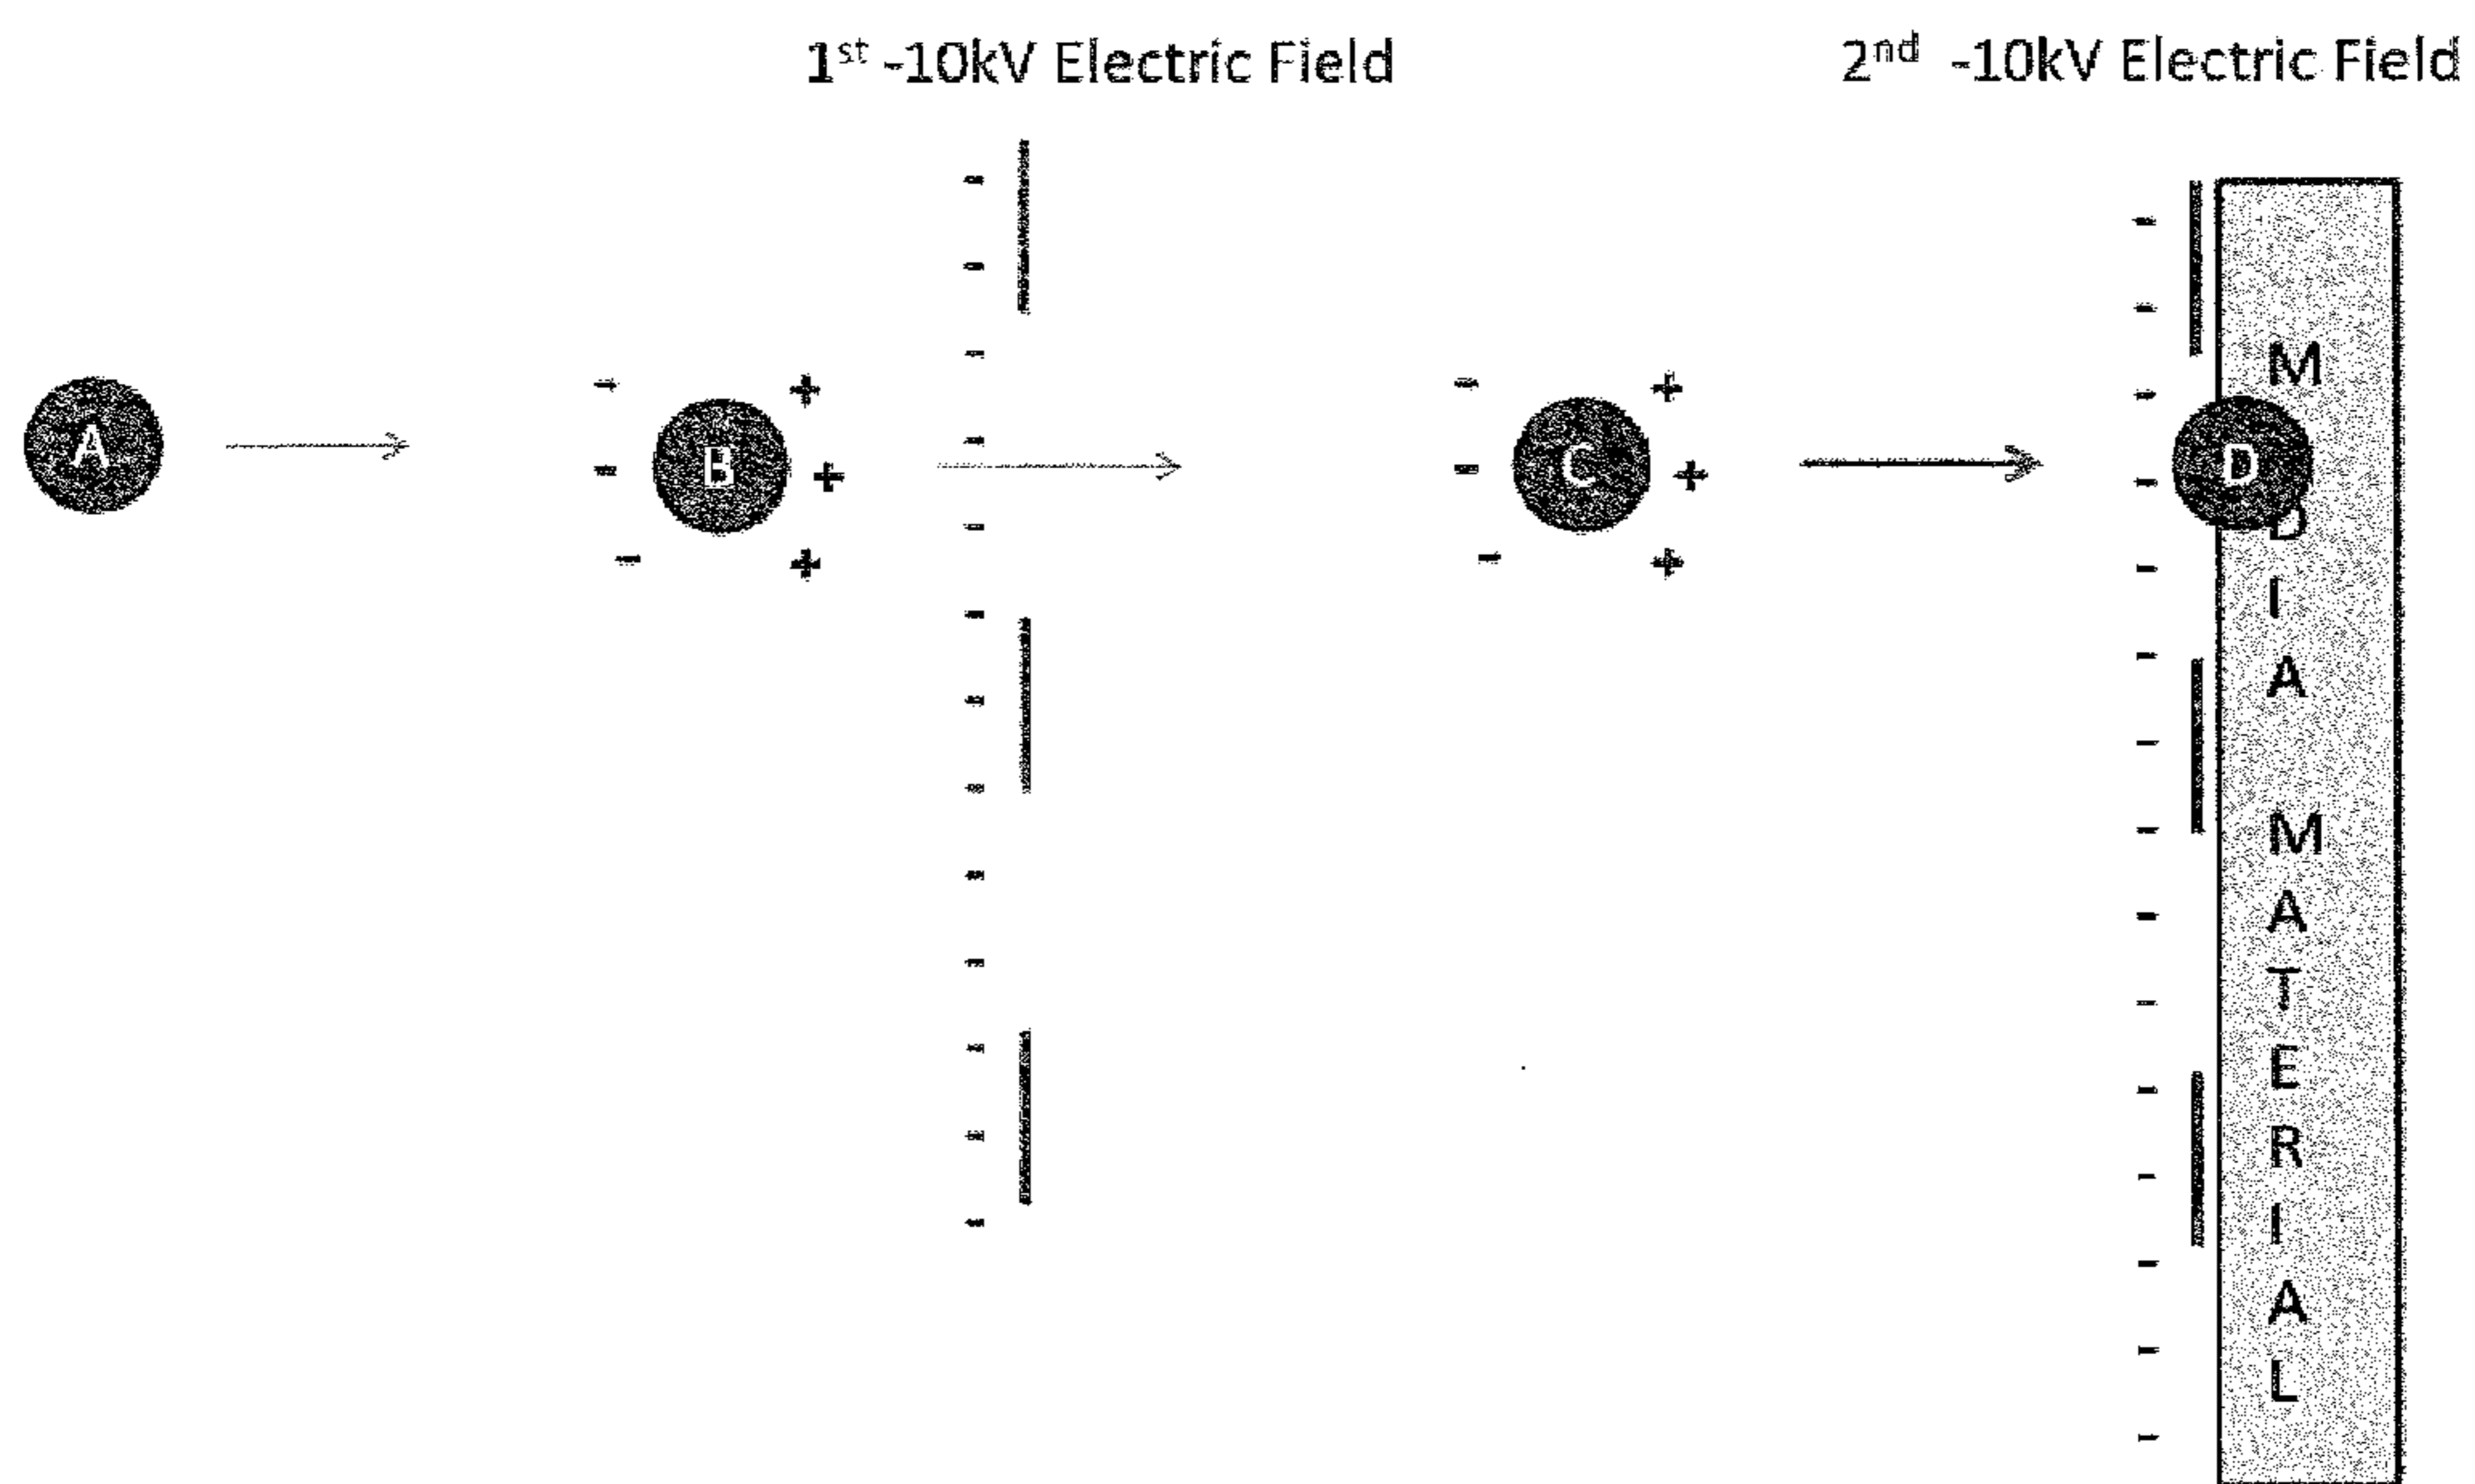 1st -10kV Electric Field
2nd -10kV Electric Field
A
B
C
D
M
D
I
A
M
A
T
E
R
I
A
L